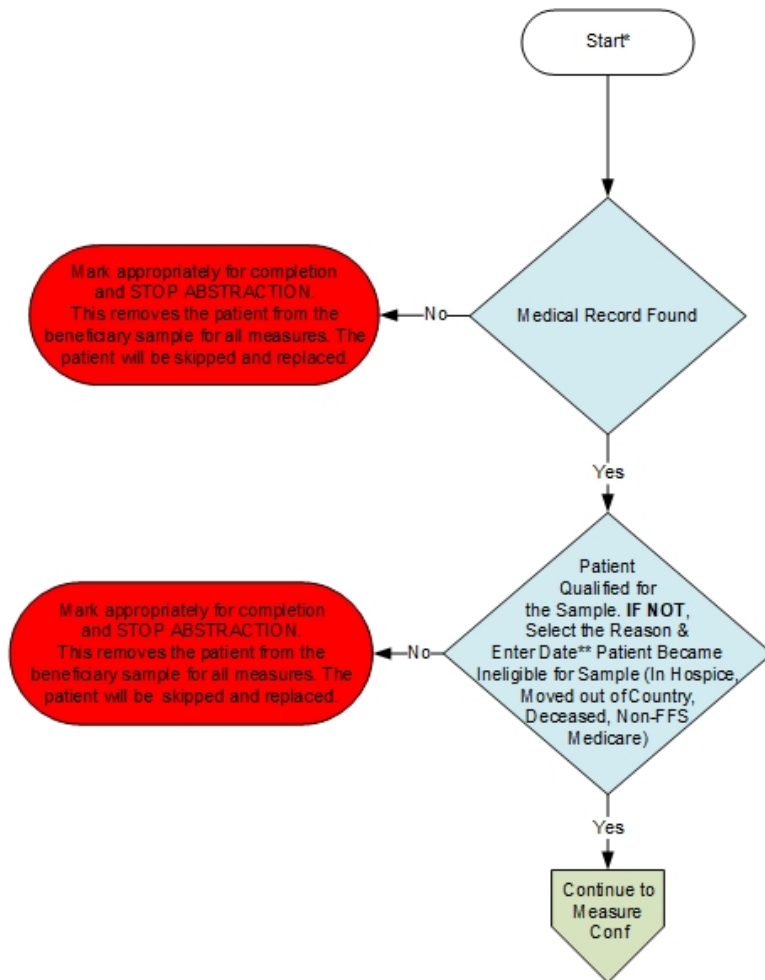 Start*
Mark appropriately for completion
and STOP ABSTRACTION.
This removes the patient from the
beneficiary sample for all measures. The
patient will be skipped and replaced.
No
Medical Record Found
Yes
Mark appropriately for completion
and STOP ABSTRACTION.
This removes the patient from the
beneficiary sample for all measures. The
patient will be skipped and replaced.
No
Patient
Qualified for
the Sample. IF NOT,
Select the Reason &
Enter Date** Patient Became
Ineligible for Sample (In Hospice,
Moved out of Country,
Deceased, Non-FFS
Medicare)
Yes
Continue to
Measure
Conf